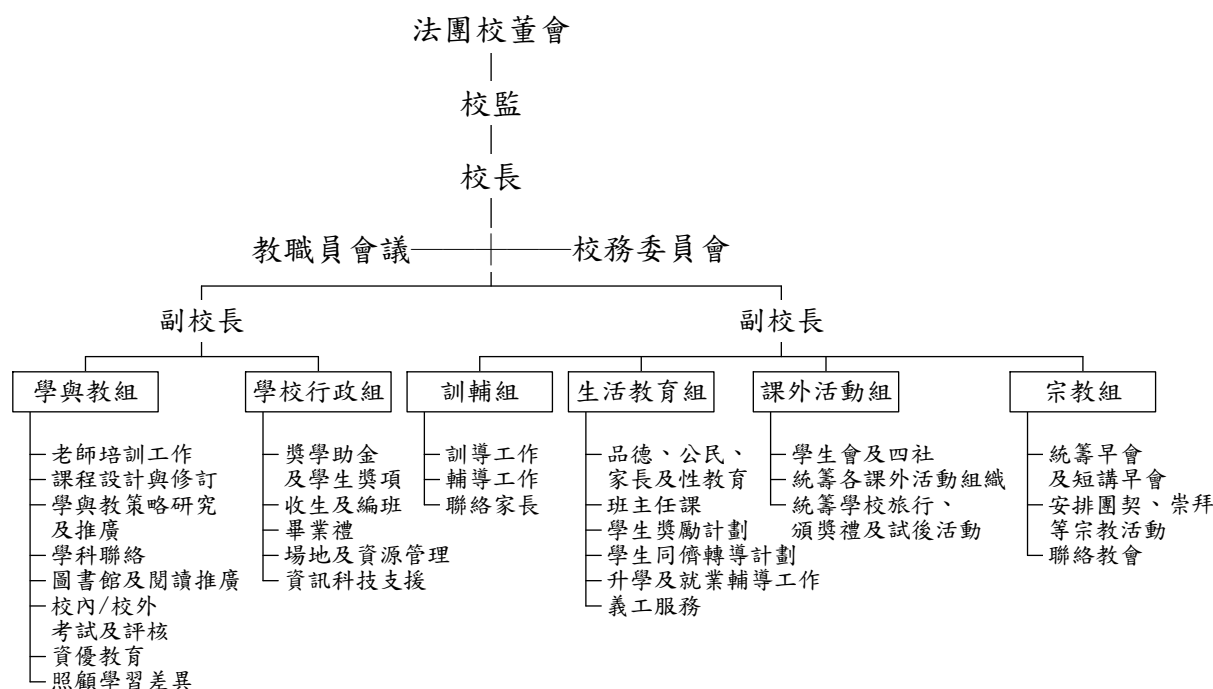 法團校董會
校監
校長
教職員會議
校務委員會
副校長
副校長
學與教組
學校行政組
訓輔組
生活教育組
課外活動組
宗教組
老師培訓工作
課程設計與修訂
學與教策略研究
及推廣
學科聯絡
圖書館及閱讀推廣
校內/校外
考試及評核
資優教育
照顧學習差異
獎學助金
及學生獎項
收生及編班
畢業禮
場地及資源管理
資訊科技支援
訓導工作
輔導工作
聯絡家長
品德、公民、
家長及性教育
班主任課
學生獎勵計劃
學生同儕轉導計劃
升學及就業輔導工作
義工服務
學生會及四社
統籌各課外活動組織
統籌學校旅行、
頒獎禮及試後活動
統籌早會
及短講早會
安排團契、崇拜
等宗教活動
聯絡教會